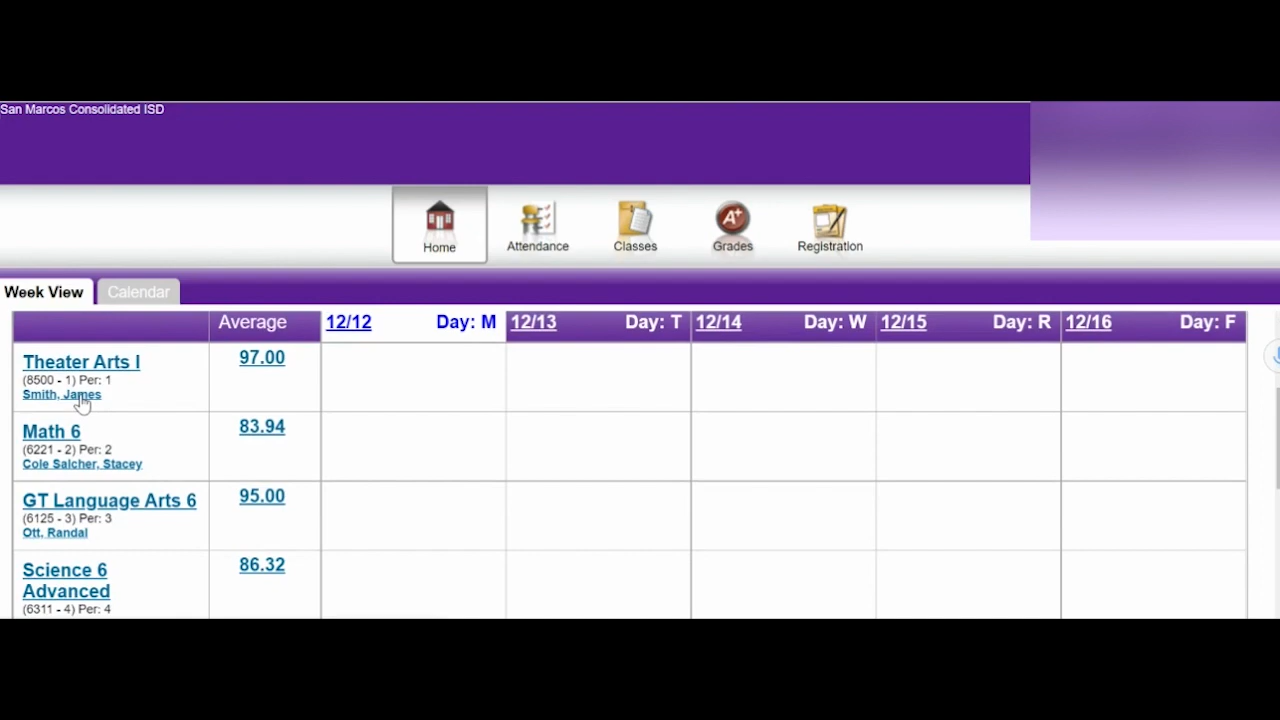 San Marcos Consolidated ISD
Home Attendance Classes Grades Registration
Week View Calendar
Average 12/12 Day: M 12/13 Day: T 12/14 Day: W 12/15 Day: R 12/16 Day: F
Theater Arts I 97.00
(8500 - 1) Per: 1
Smith, James
Math 6 83.94
(6221 - 2) Per: 2
Cole Salcher, Stacey
GT Language Arts 6 95.00
(6125 - 3) Per: 3
Ott, Randal
Science 6 86.32
Advanced
(6311 - 4) Per: 4